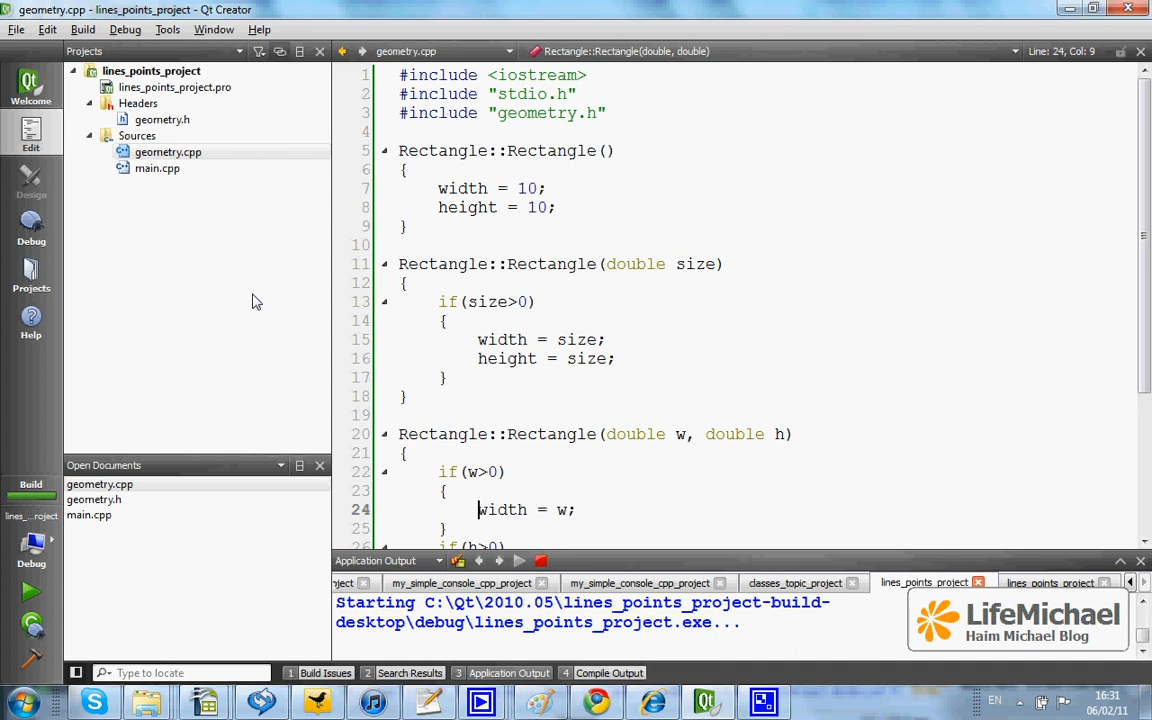 geometry.cpp - lines_points_project - Qt Creator
File Edit Build Debug Tools Window Help
Projects
geometry.cpp
Rectangle::Rectangle(double, double)
Line: 24, Col: 9
Welcome
Edit
Design
Debug
Projects
Help
lines_points_project
lines_points_project.pro
Headers
geometry.h
Sources
geometry.cpp
main.cpp
1 #include <iostream>
2 #include "stdio.h"
3 #include "geometry.h"
4
5 Rectangle::Rectangle()
6 {
7 width = 10;
8 height = 10;
9 }
10
11 Rectangle::Rectangle(double size)
12 {
13 if(size>0)
14 {
15 width = size;
16 height = size;
17 }
18 }
19
20 Rectangle::Rectangle(double w, double h)
21 {
22 if(w>0)
23 {
24 width = w;
25 }
26 if(h>0)
Open Documents
geometry.cpp
geometry.h
main.cpp
Build
lines_...roject
Debug
Application Output
ject my_simple_console_cpp_project my_simple_console_cpp_project classes_topic_project lines_points_project lines_points_project
Starting C:\Qt\2010.05\lines_points_project-build-
desktop\debug\lines_points_project.exe...
LifeMichael
Haim Michael Blog
Type to locate
1 Build Issues 2 Search Results 3 Application Output 4 Compile Output
EN
16:31
06/02/11